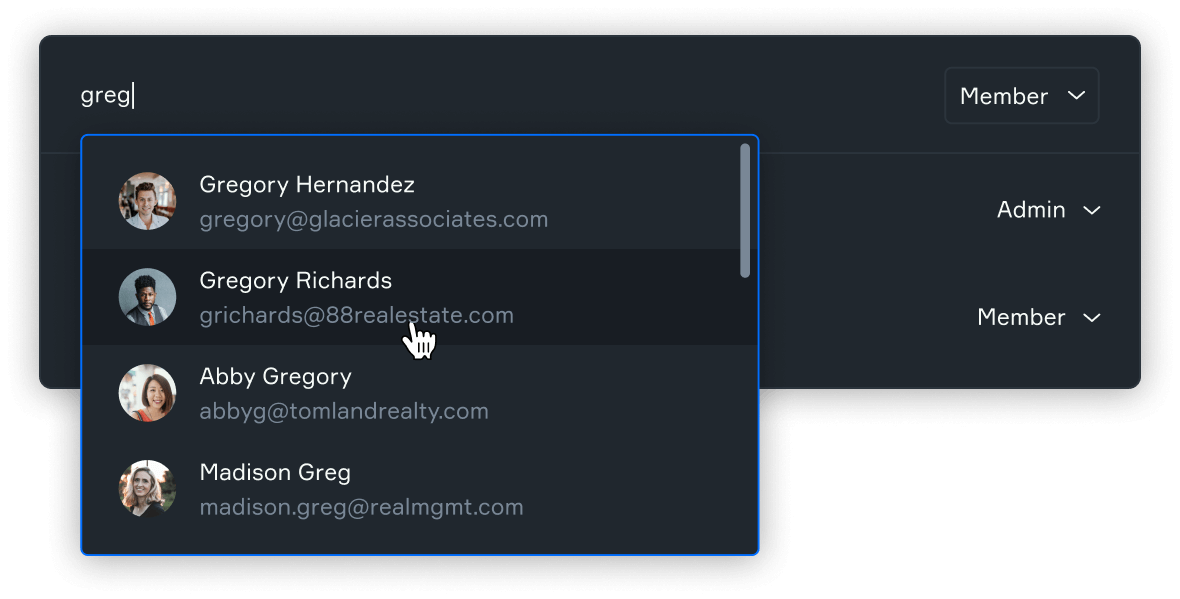 greg
Member
Gregory Hernandez
gregory@glacierassociates.com
Admin
Gregory Richards
grichards@88realestate.com
Member
Abby Gregory
abbyg@tomlandrealty.com
Madison Greg
madison.greg@realmgmt.com